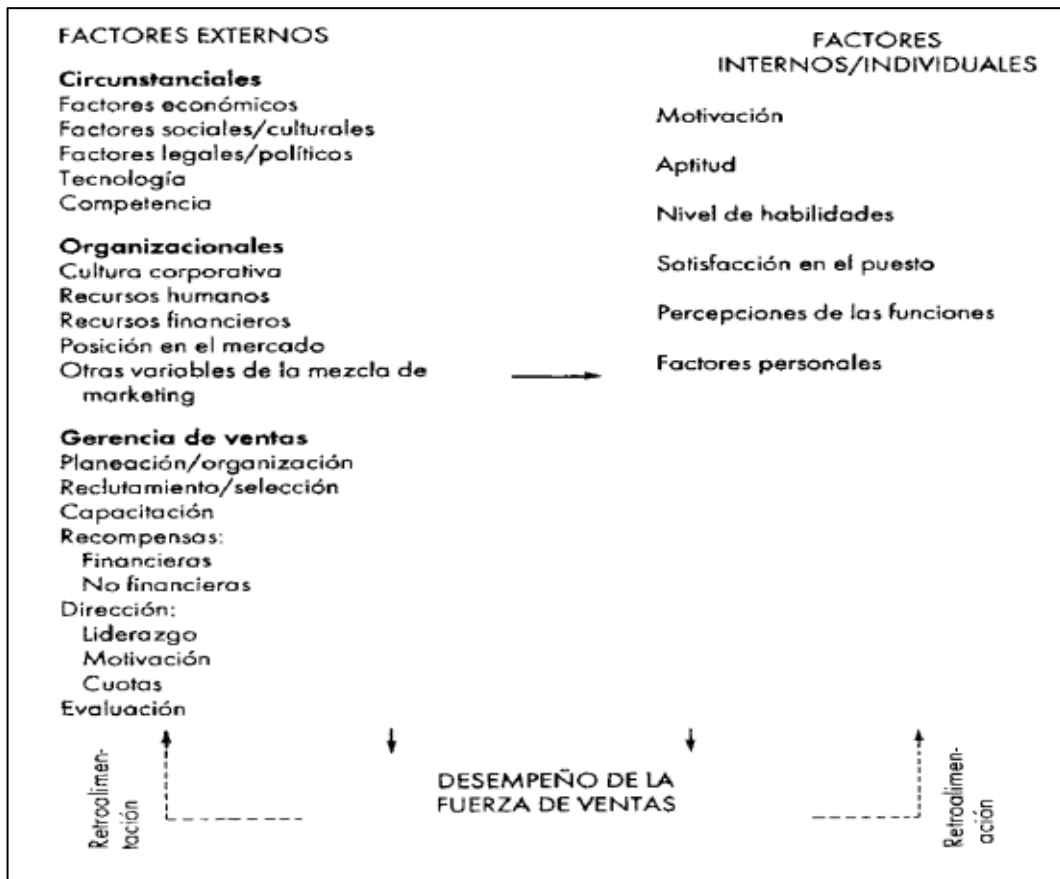 FACTORES EXTERNOS
Circunstanciales
Factores económicos
Factores sociales/culturales
Factores legales/políticos
Tecnología
Competencia
Organizacionales
Cultura corporativa
Recursos humanos
Recursos financieros
Posición en el mercado
Otras variables de la mezcla de
marketing
Gerencia de ventas
Planeación/organización
Reclutamiento/selección
Capacitación
Recompensas:
Financieras
No financieras
Dirección:
Liderazgo
Motivación
Cuotas
Evaluación
FACTORES
INTERNOS/INDIVIDUALES
Motivación
Aptitud
Nivel de habilidades
Satisfacción en el puesto
Percepciones de las funciones
Factores personales
Retroalimen-
tación
DESEMPEÑO DE LA
FUERZA DE VENTAS
Retroalimen-
ación